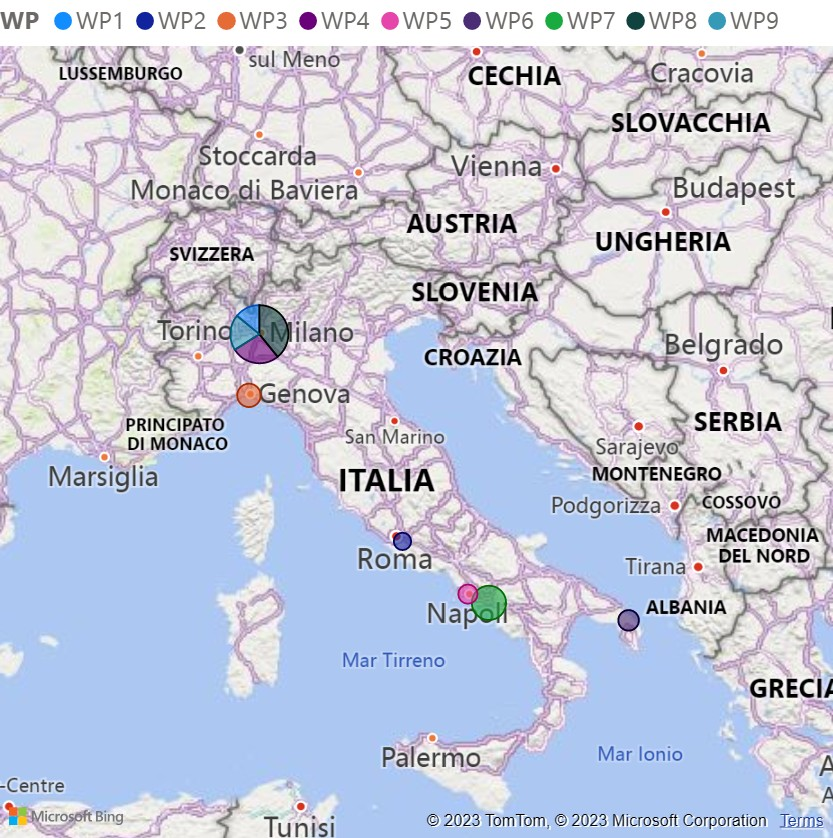 WP WP1 WP2 WP3 WP4 WP5 WP6 WP7 WP8 WP9
sul Meno
LUSSEMBURGO
CECHIA
Cracovia
SLOVACCHIA
Stoccarda
Vienna
Monaco di Baviera
Budapest
AUSTRIA
UNGHERIA
SVIZZERA
SLOVENIA
Torino
Milano
Belgrado
CROAZIA
Genova
PRINCIPATO
DI MONACO
San Marino
SERBIA
Sarajevo
Marsiglia
ITALIA
MONTENEGRO
Podgorizza
COSSOVO
MACEDONIA
DEL NORD
Roma
Tirana
Napoli
ALBANIA
Mar Tirreno
GRECIA
Palermo
Mar Ionio
-Centre
Microsoft Bing
Tunisi
© 2023 TomTom, © 2023 Microsoft Corporation Terms